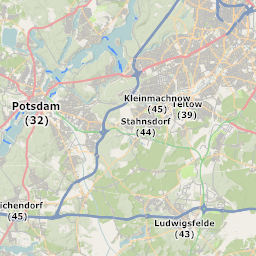 Kleinmachnow
(45)
Teltow
(39)
Potsdam
(32)
Stahnsdorf
(44)
ichendorf
(45)
Ludwigsfelde
(43)